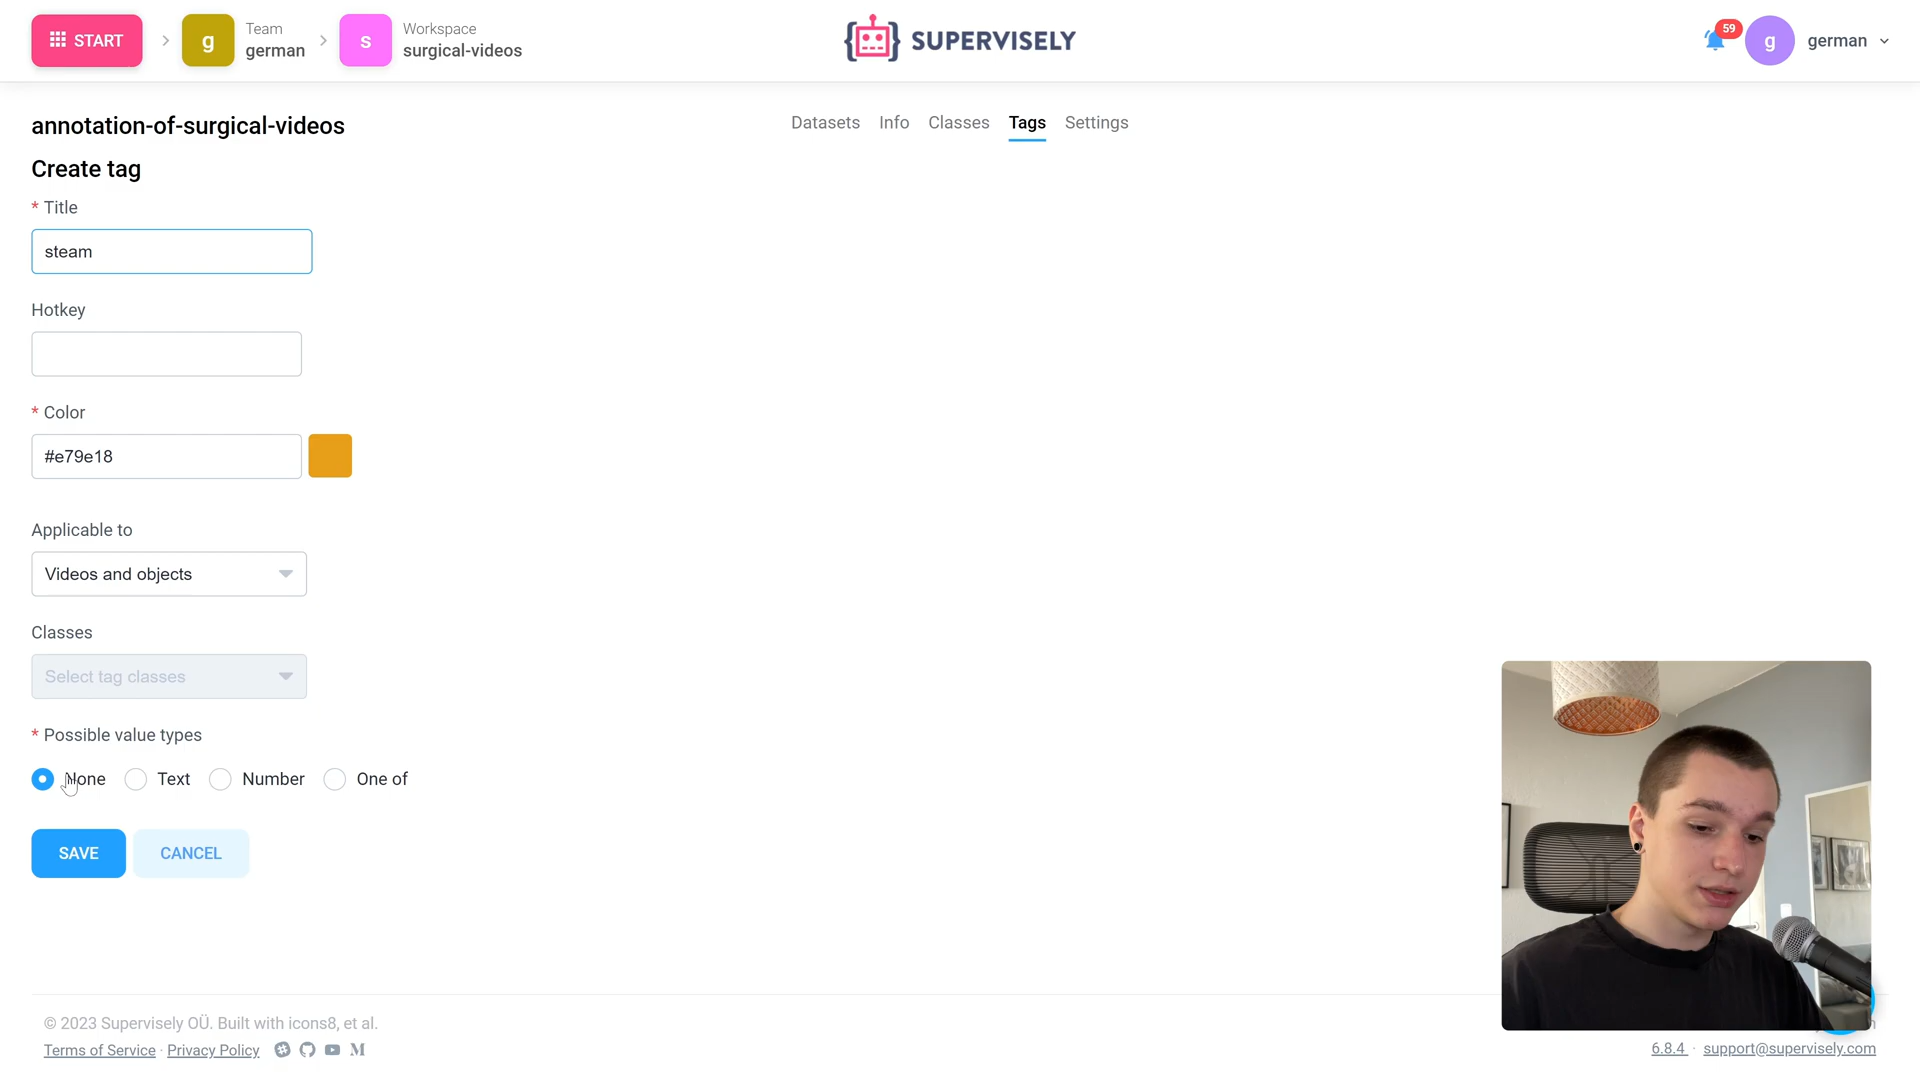 START
g
Team
german
s
Workspace
surgical-videos
SUPERVISELY
59
g
german
annotation-of-surgical-videos
Datasets
Info
Classes
Tags
Settings
Create tag
* Title
steam
Hotkey
* Color
#e79e18
Applicable to
Videos and objects
Classes
Select tag classes
* Possible value types
None
Text
Number
One of
SAVE
CANCEL
© 2023 Supervisely OÜ. Built with icons8, et al.
Terms of Service · Privacy Policy
6.8.4 · support@supervisely.com